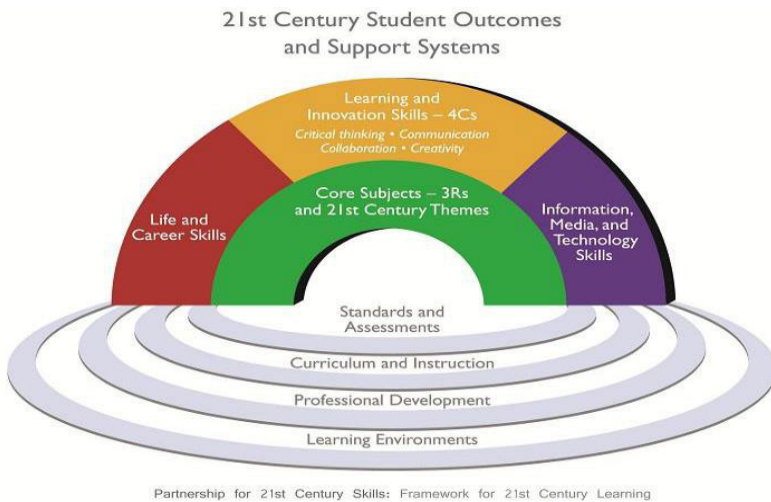 21st Century Student Outcomes
and Support Systems
Learning and
Innovation Skills – 4Cs
Critical thinking • Communication
Collaboration • Creativity
Core Subjects – 3Rs
and 21st Century Themes
Life and
Career Skills
Information,
Media, and
Technology
Skills
Standards and
Assessments
Curriculum and Instruction
Professional Development
Learning Environments
Partnership for 21st Century Skills: Framework for 21st Century Learning